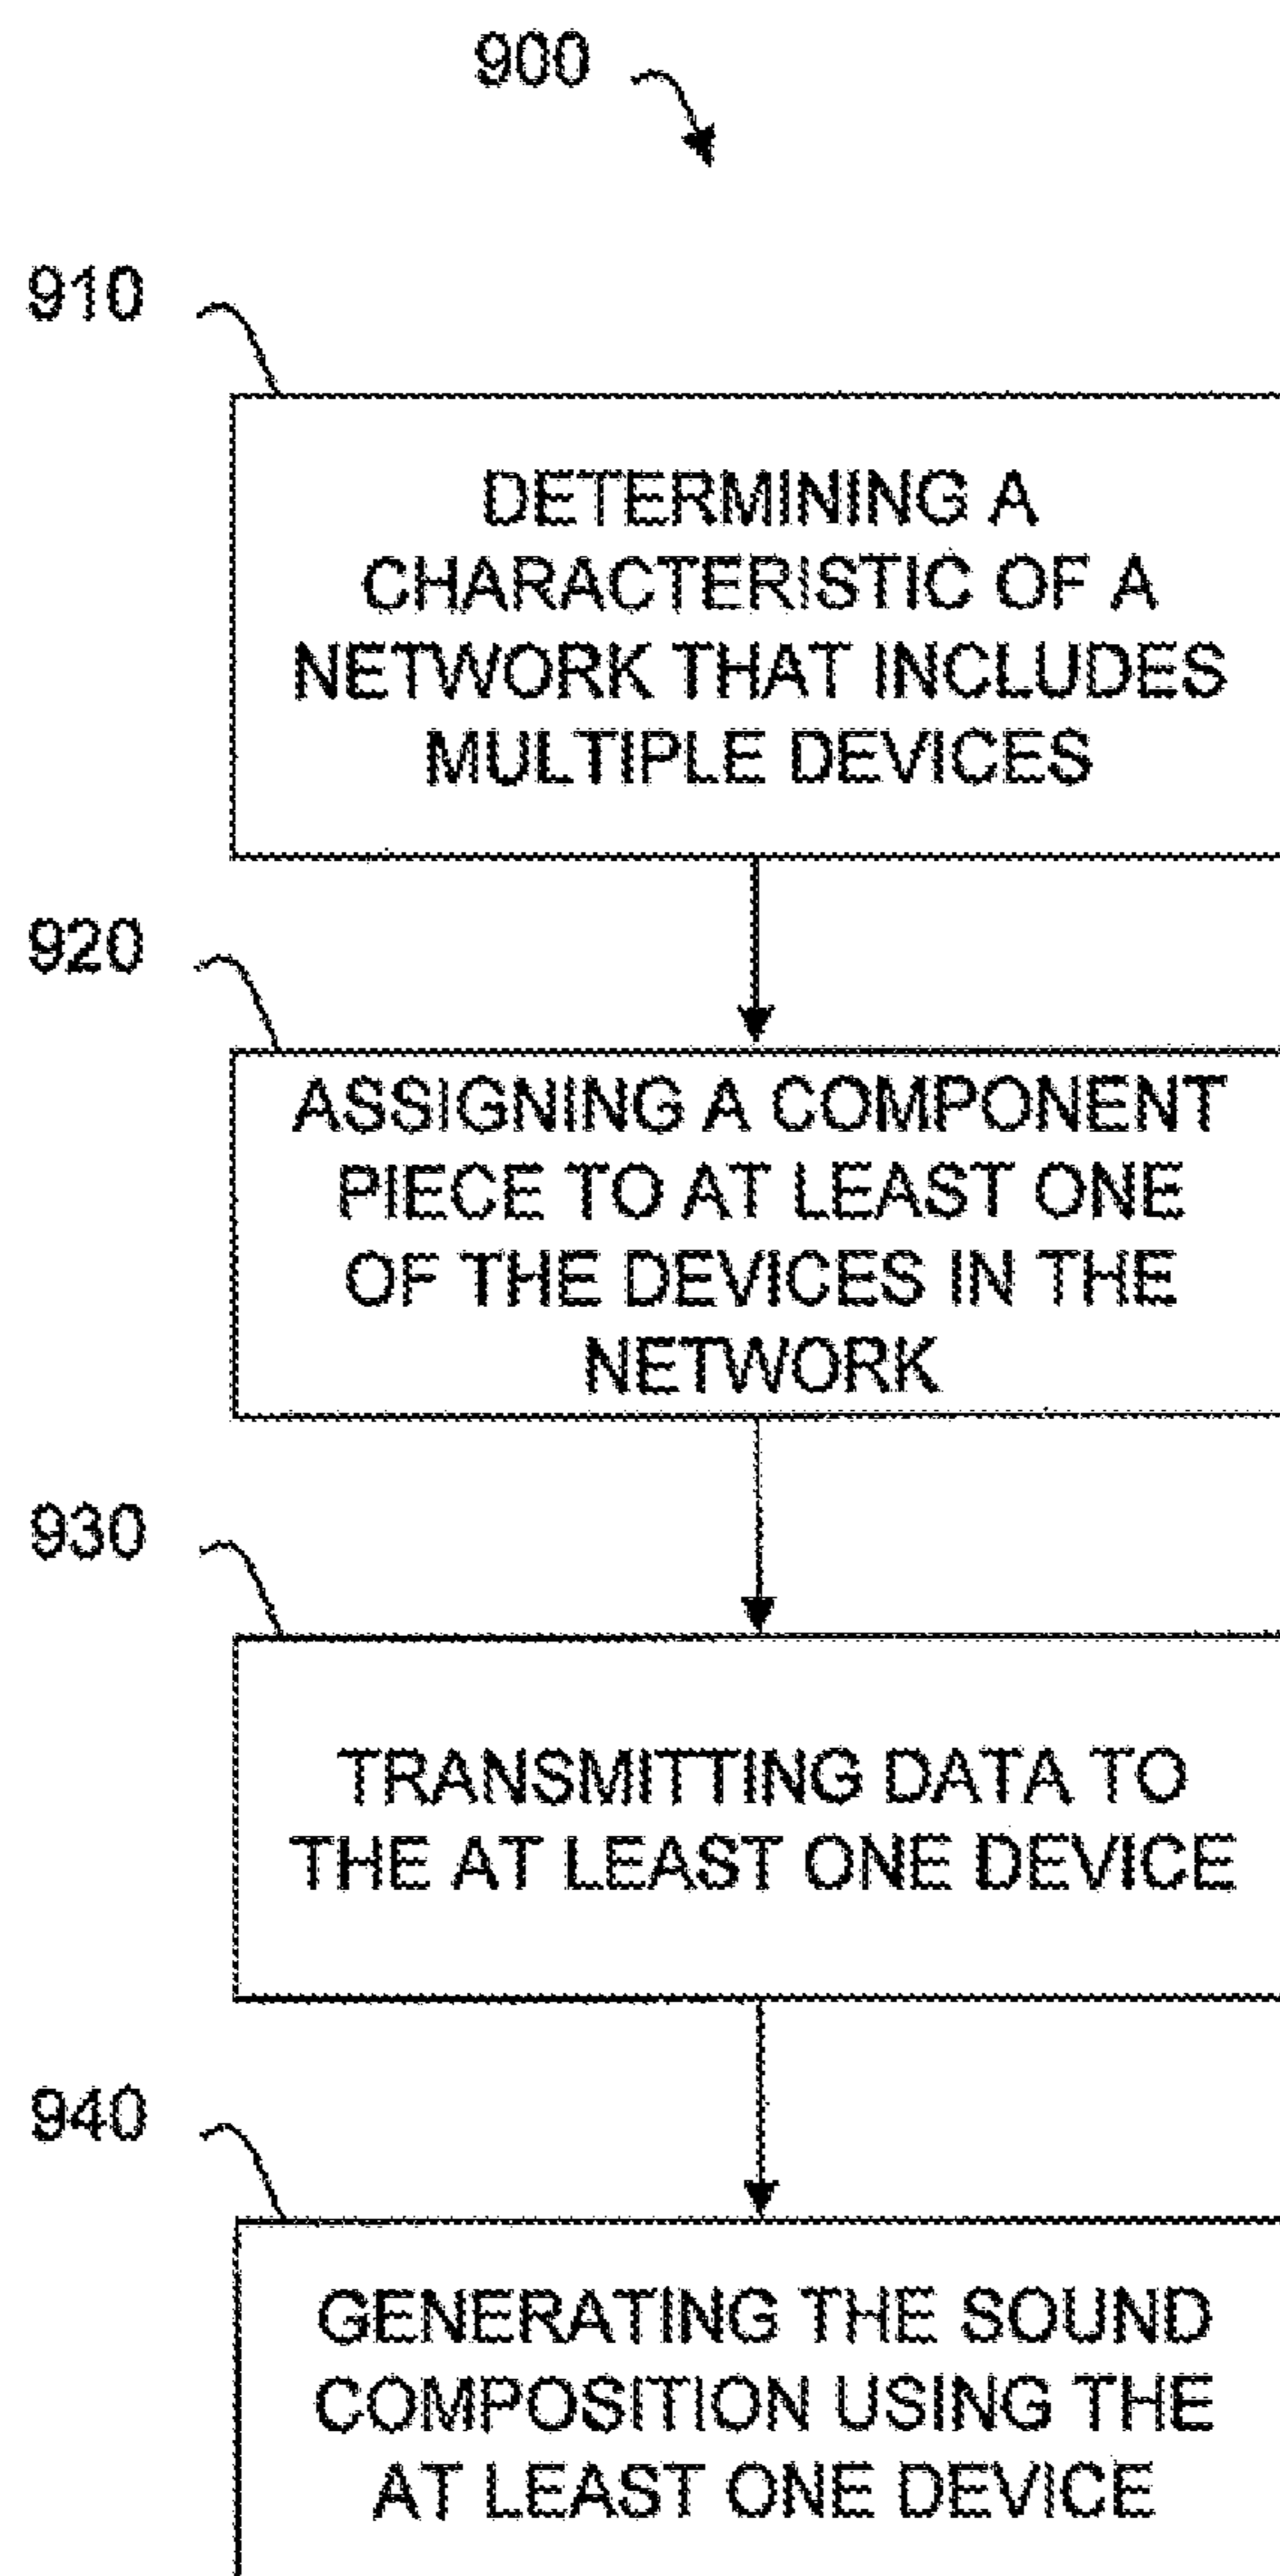 900
910
DETERMINING A
CHARACTERISTIC OF A
NETWORK THAT INCLUDES
MULTIPLE DEVICES
920
ASSIGNING A COMPONENT
PIECE TO AT LEAST ONE
OF THE DEVICES IN THE
NETWORK
930
TRANSMITTING DATA TO
THE AT LEAST ONE DEVICE
940
GENERATING THE SOUND
COMPOSITION USING THE
AT LEAST ONE DEVICE